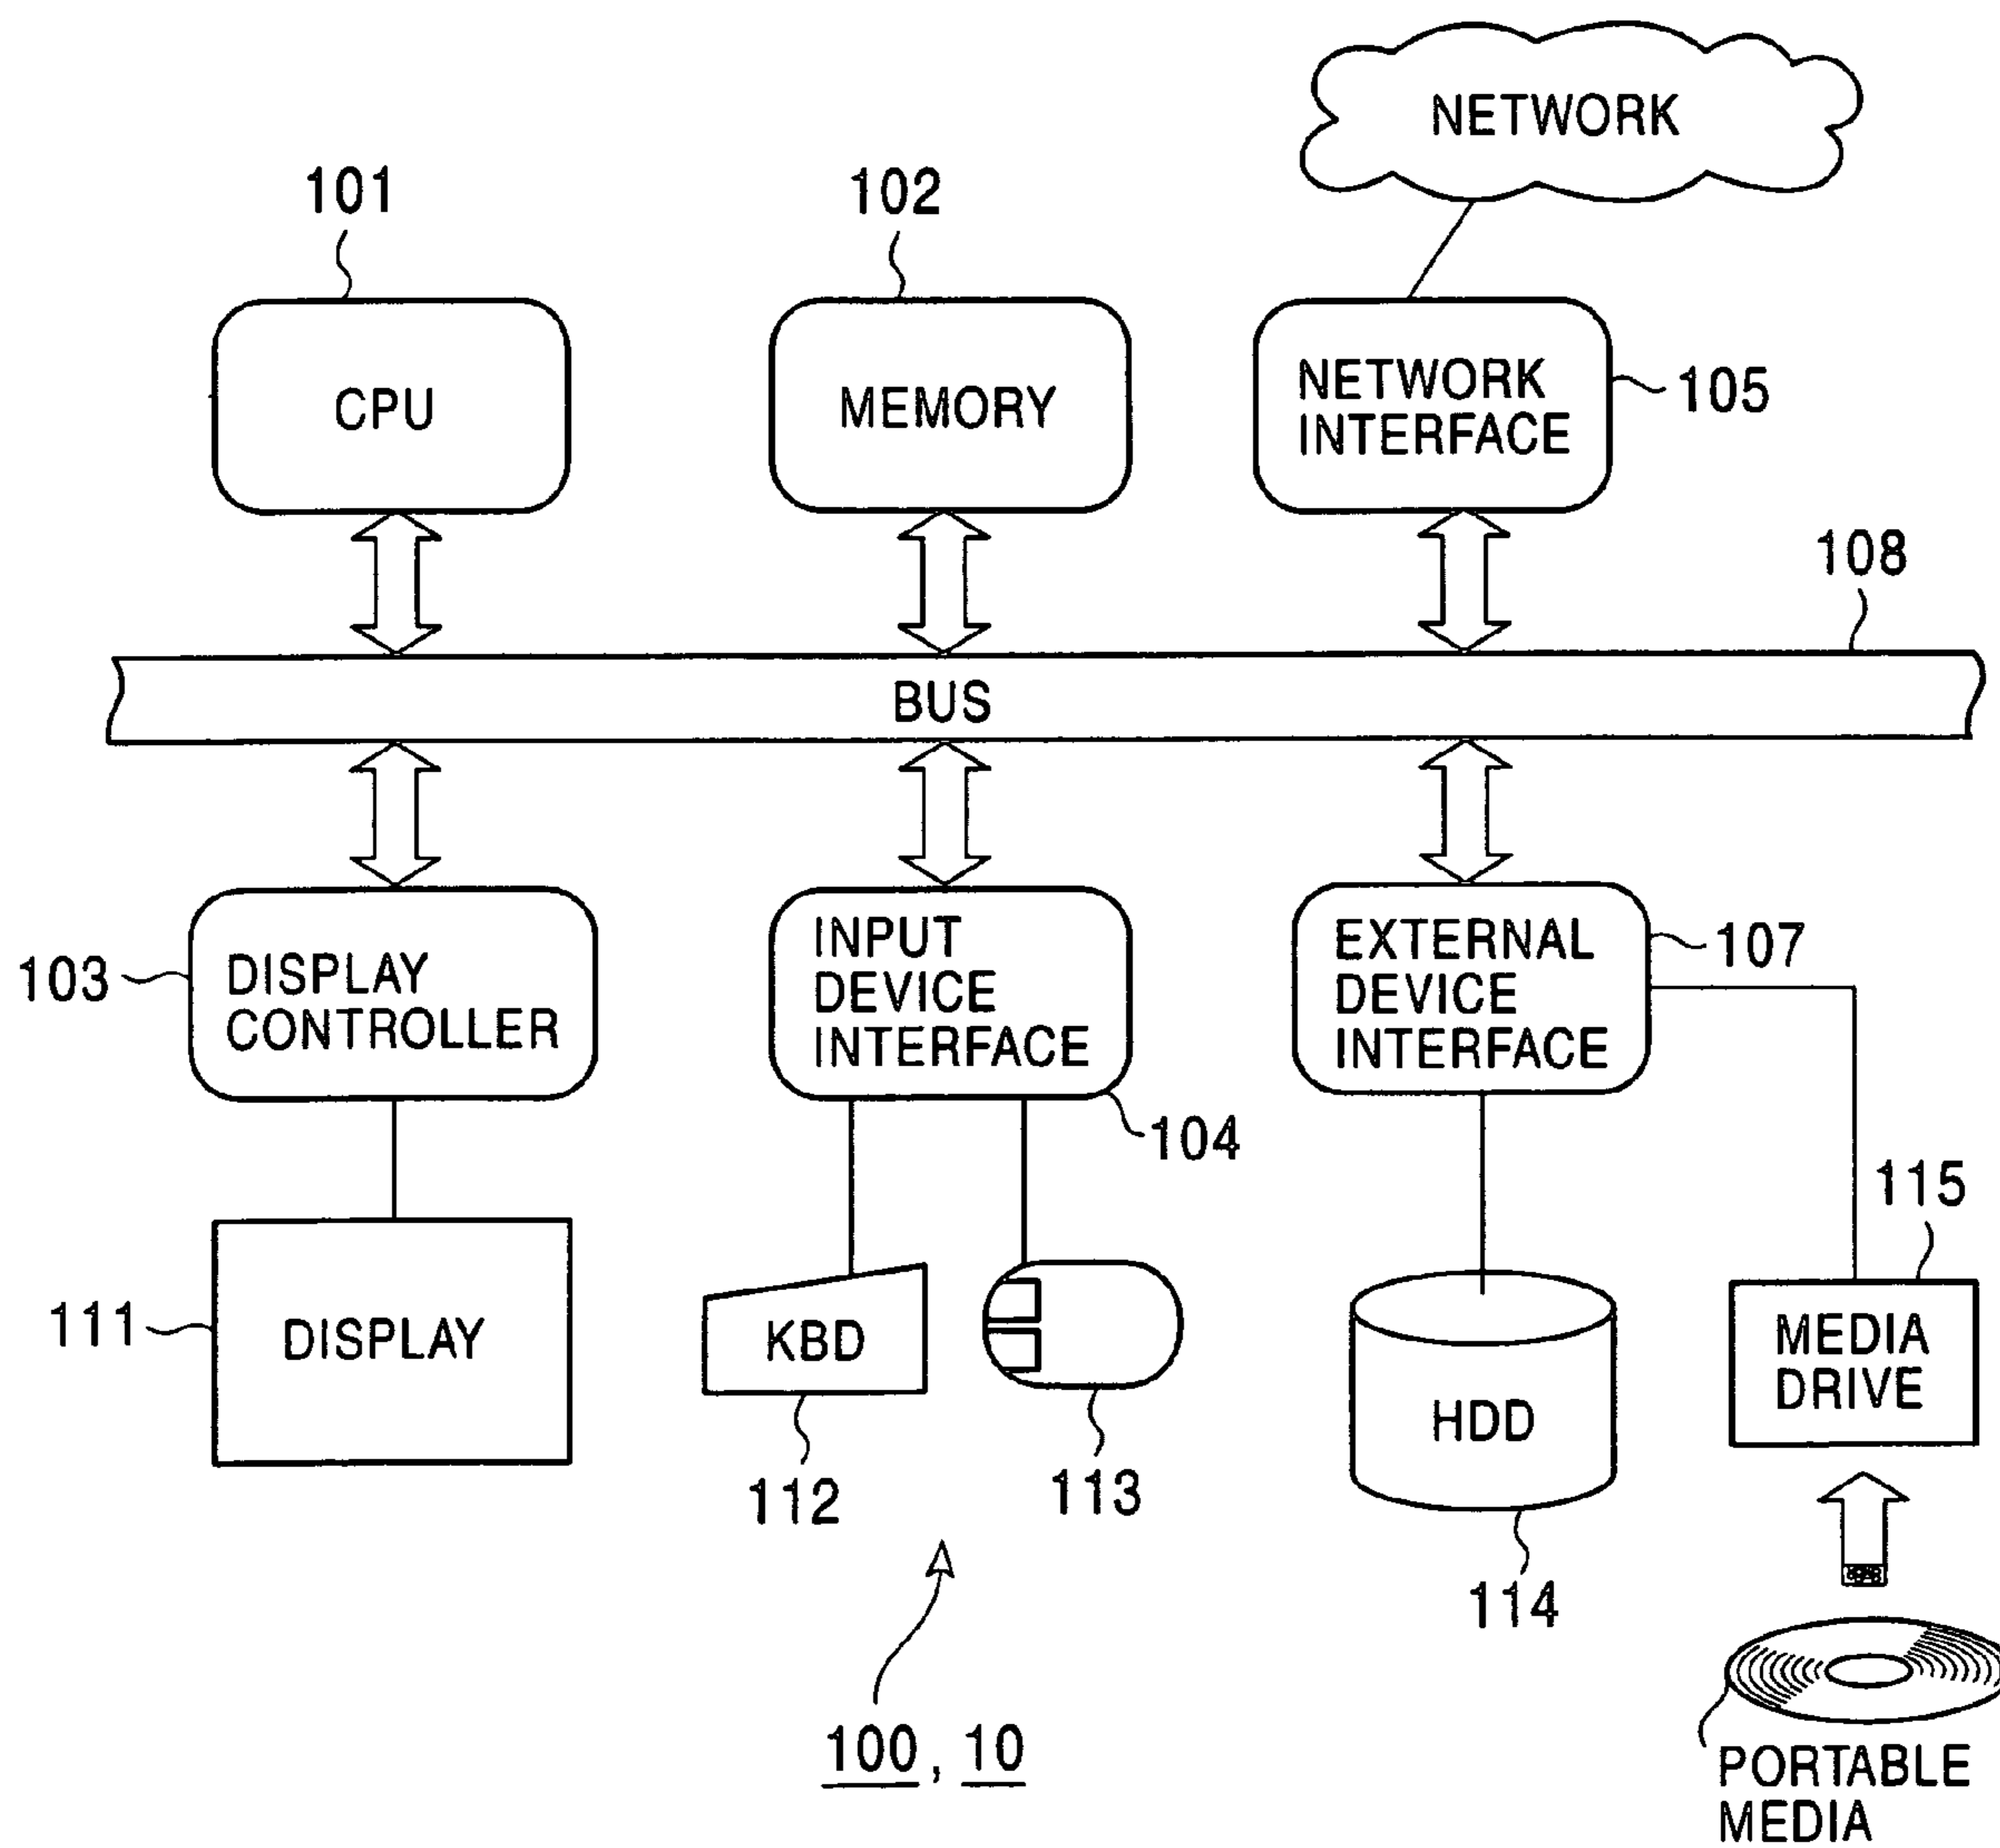 NETWORK
101
102
CPU
MEMORY
NETWORK
INTERFACE
105
108
BUS
103
DISPLAY
CONTROLLER
INPUT
DEVICE
INTERFACE
104
EXTERNAL
DEVICE
INTERFACE
107
115
111
DISPLAY
KBD
112
113
HDD
114
MEDIA
DRIVE
100, 10
PORTABLE
MEDIA